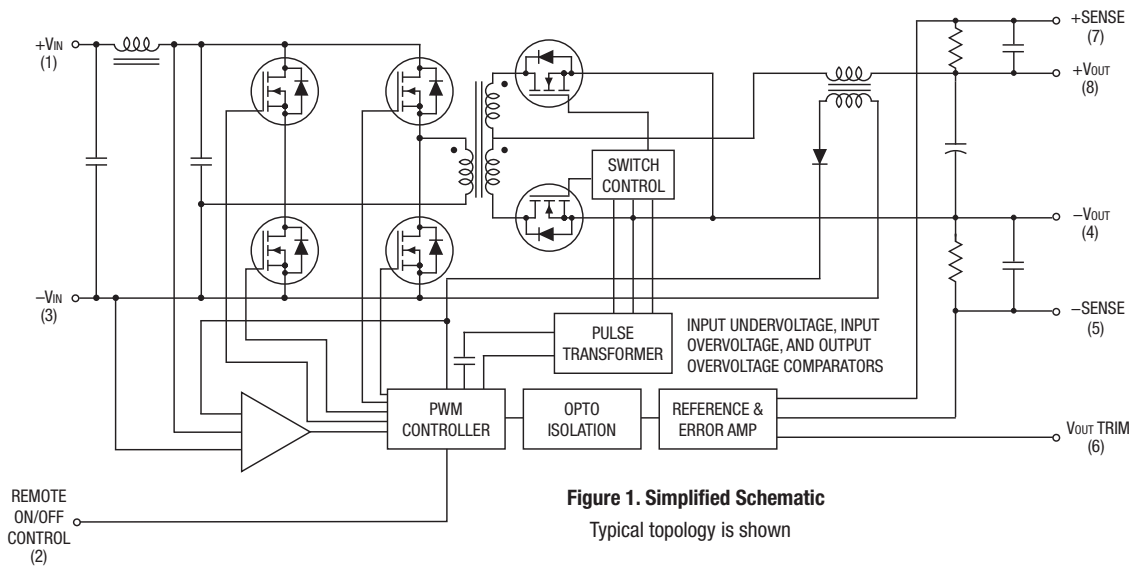 +VIN
(1)
−VIN
(3)
REMOTE
ON/OFF
CONTROL
(2)
SWITCH
CONTROL
PULSE
TRANSFORMER
INPUT UNDERVOLTAGE, INPUT
OVERVOLTAGE, AND OUTPUT
OVERVOLTAGE COMPARATORS
PWM
CONTROLLER
OPTO
ISOLATION
REFERENCE &
ERROR AMP
+SENSE
(7)
+VOUT
(8)
−VOUT
(4)
−SENSE
(5)
VOUT TRIM
(6)
Figure 1. Simplified Schematic
Typical topology is shown